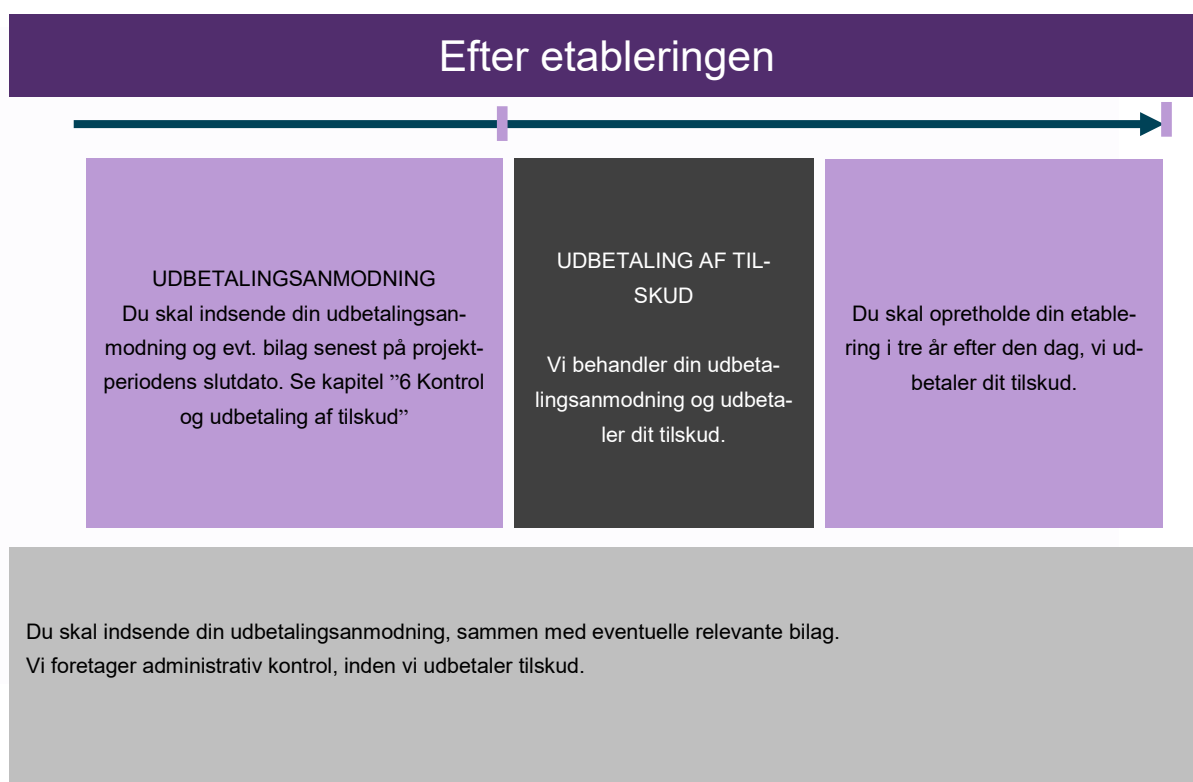 Efter etableringen
UDBETALINGSANMODNING
Du skal indsende din udbetalingsan-
modning og evt. bilag senest på projekt-
periodens slutdato. Se kapitel ”6 Kontrol
og udbetaling af tilskud”
UDBETALING AF TIL-
SKUD
Vi behandler din udbeta-
lingsanmodning og udbeta-
ler dit tilskud.
Du skal opretholde din etable-
ring i tre år efter den dag, vi ud-
betaler dit tilskud.
Du skal indsende din udbetalingsanmodning, sammen med eventuelle relevante bilag.
Vi foretager administrativ kontrol, inden vi udbetaler tilskud.